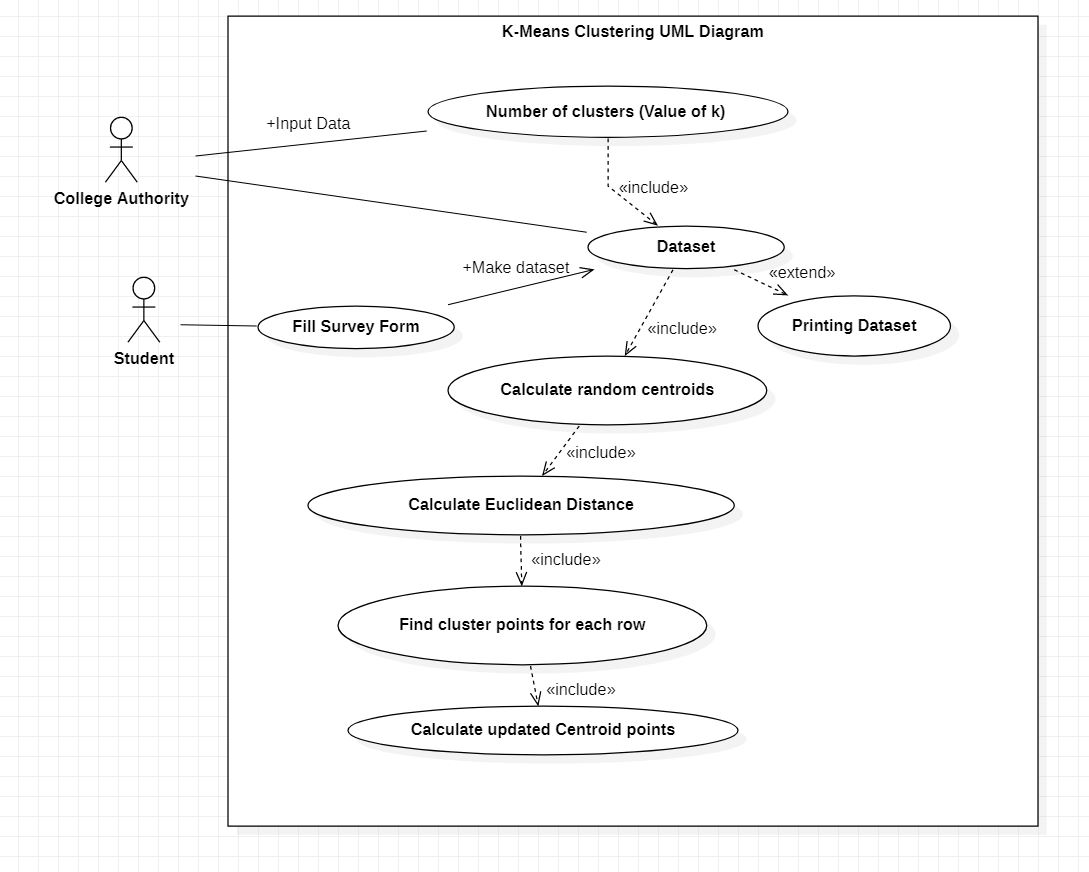 K-Means Clustering UML Diagram
Number of clusters (Value of k)
+Input Data
College Authority
«include»
Dataset
+Make dataset
«extend»
Fill Survey Form
Printing Dataset
«include»
Student
Calculate random centroids
«include»
Calculate Euclidean Distance
«include»
Find cluster points for each row
«include»
Calculate updated Centroid points